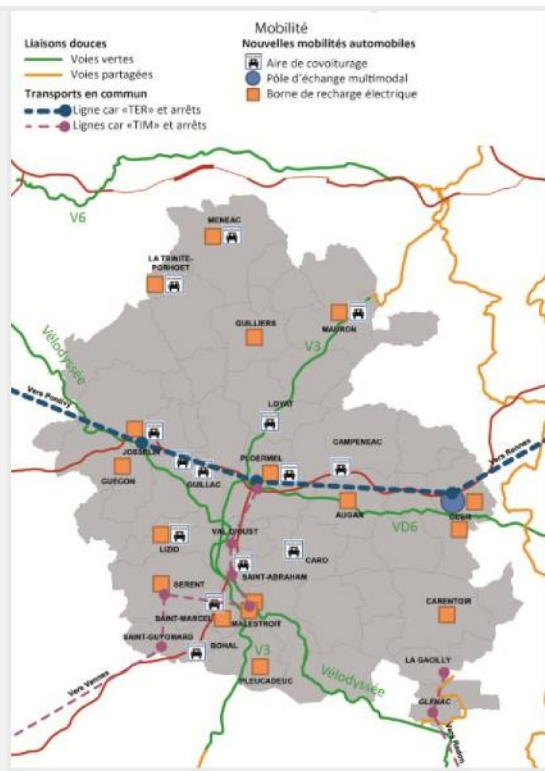 Mobilité
Liaisons douces
Voies vertes
Voies partagées
Transports en commun
Ligne car «TER» et arrêts
Lignes car «TIM» et arrêts
Nouvelles mobilités automobiles
Aire de covoiturage
Pôle d'échange multimodal
Borne de recharge électrique
V6
MENEAC
LA TRINITE-
PORHOET
GUILLIERS
MAURON
V3
Vélodyssée
LOYAT
Vers Pontivy
CAMPENEAC
Vers Rennes
JOSSELIN
PLOERMEL
GUILLAC
GUEGON
AUGAN
GUER
VD6
VAL D'OUST
LIZIO
CARO
SAINT-ABRAHAM
SERENT
CARENTOIR
SAINT-MARCEL
MALESTROIT
SAINT-GUYOMARD
BOHAL
V3
LA GACILLY
PLEUCADEUC
Vélodyssée
Vers Vannes
GLENAC
Vers Redon